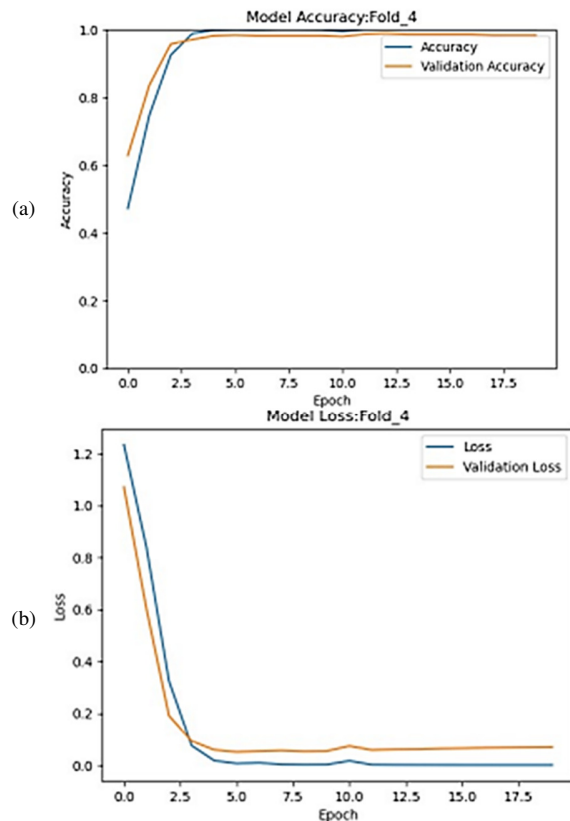 (a)
Model Accuracy:Fold_4
Accuracy
1.0
0.8
0.6
0.4
0.2
0.0
Accuracy
Validation Accuracy
0.0 2.5 5.0 7.5 10.0 12.5 15.0 17.5
Epoch
(b)
Model Loss:Fold_4
Loss
1.2
1.0
0.8
0.6
0.4
0.2
0.0
Loss
Validation Loss
0.0 2.5 5.0 7.5 10.0 12.5 15.0 17.5
Epoch